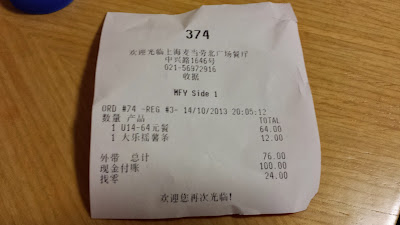 374
欢迎光临上海麦当劳北广场餐厅
中兴路1646号
021-56972916
收据
MFY Side 1
ORD #74 -REG #3- 14/10/2013 20:05:12
数量 产品 TOTAL
1 U14-64元餐 64.00
1 大乐摇薯条 12.00
外带 总计 76.00
现金付账 100.00
找零 24.00
欢迎您再次光临!